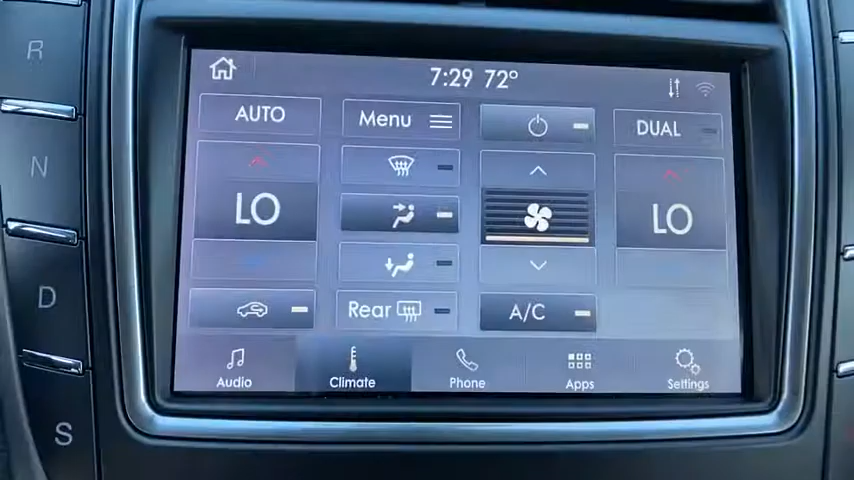 7:29 72°
R
AUTO
Menu
DUAL
N
LO
LO
D
Rear
A/C
Audio
Climate
Phone
Apps
Settings
S